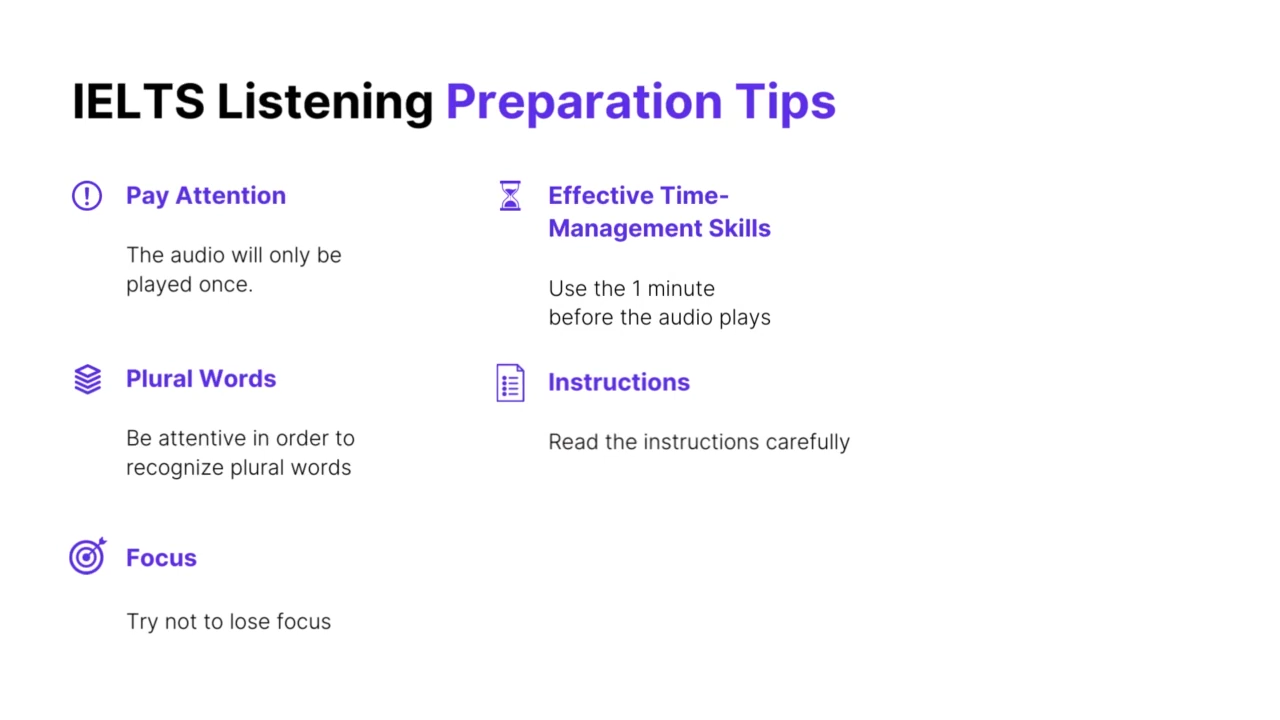 IELTS Listening Preparation Tips
Pay Attention
The audio will only be
played once.
Plural Words
Be attentive in order to
recognize plural words
Focus
Try not to lose focus
Effective Time-
Management Skills
Use the 1 minute
before the audio plays
Instructions
Read the instructions carefully